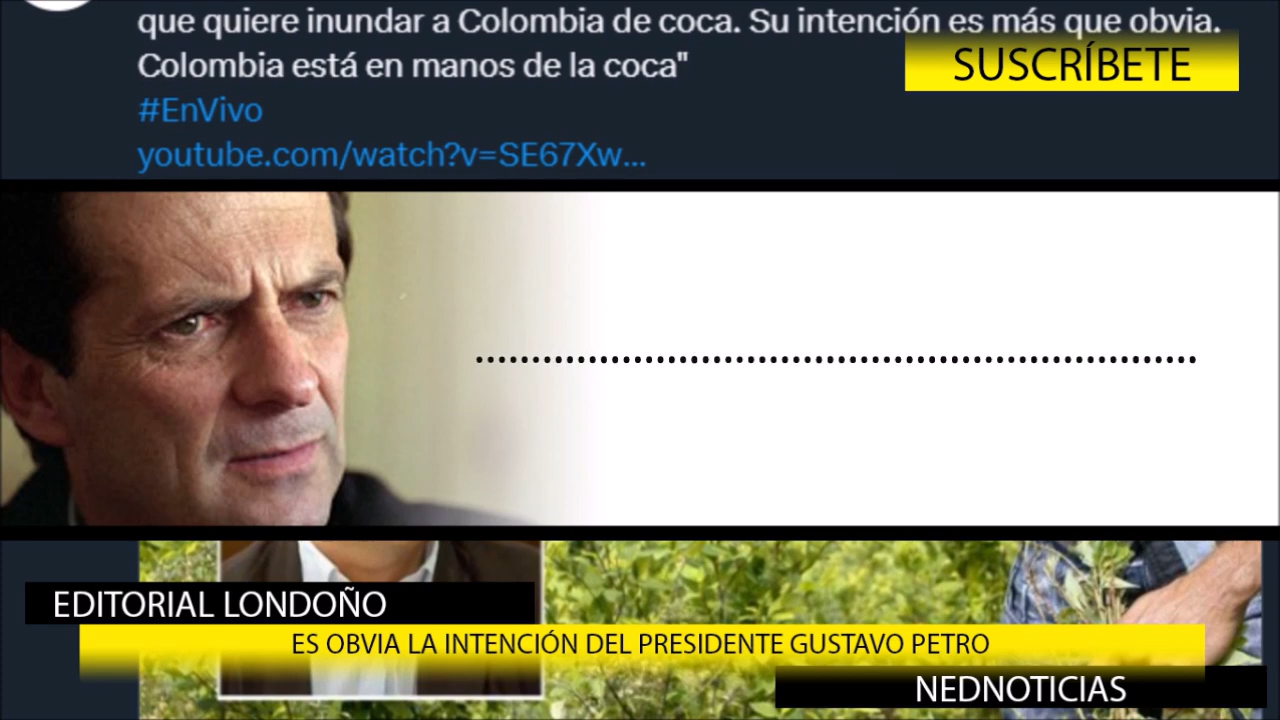 que quiere inundar a Colombia de coca. Su intención es más que obvia.
Colombia está en manos de la coca"
#EnVivo
youtube.com/watch?v=SE67Xw...
SUSCRÍBETE
................................................................
EDITORIAL LONDOÑO
ES OBVIA LA INTENCIÓN DEL PRESIDENTE GUSTAVO PETRO
NEDNOTICIAS